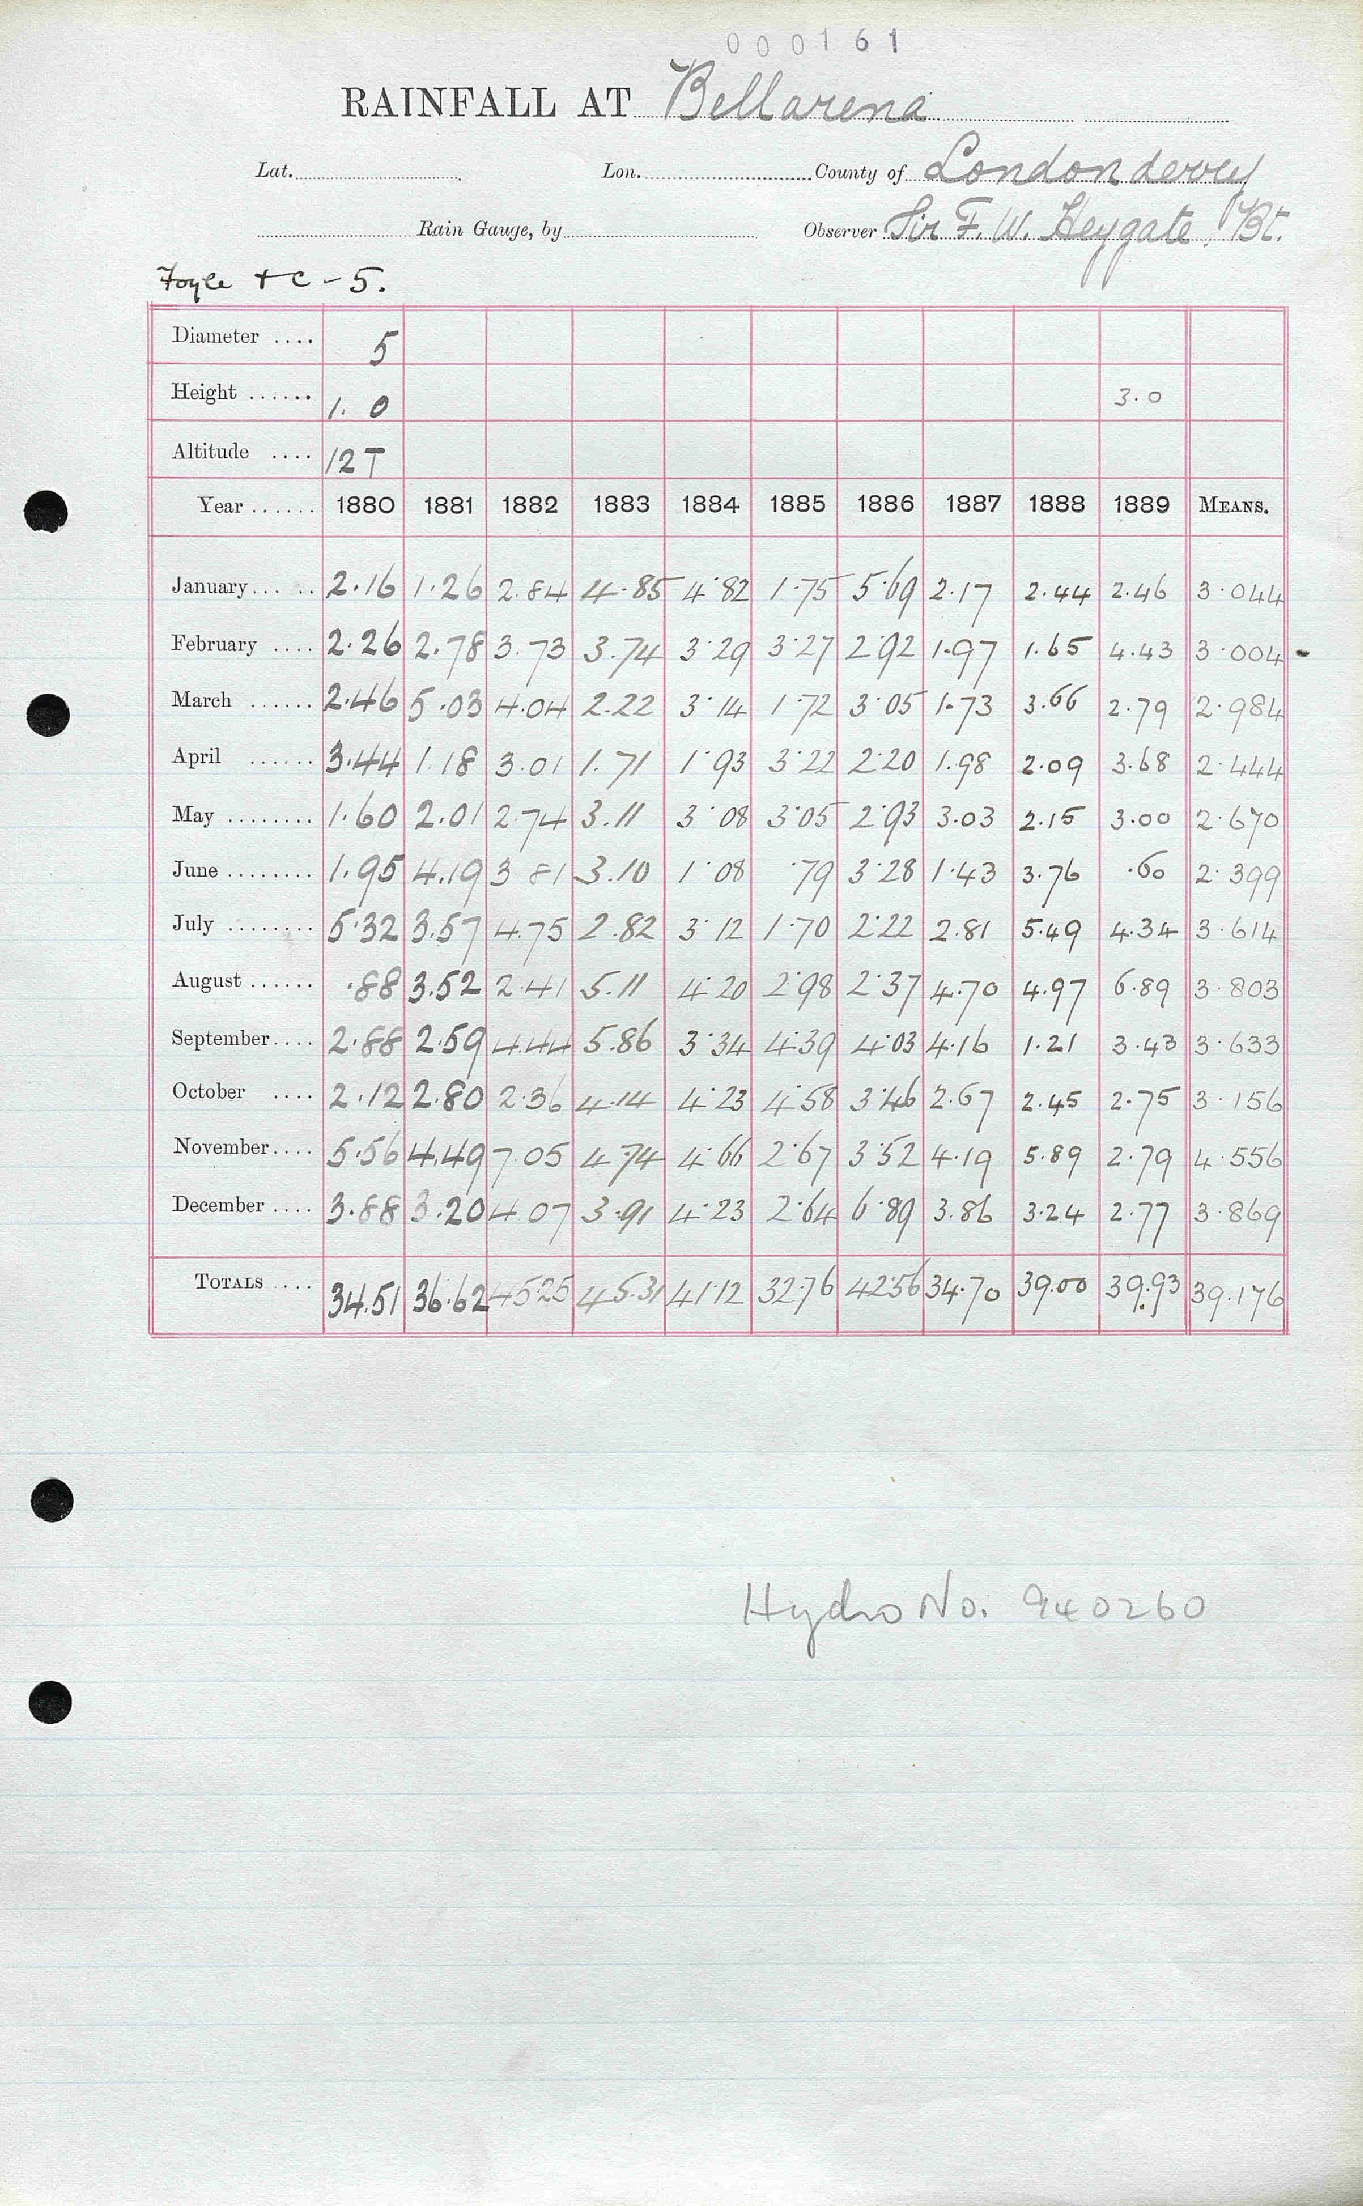 000161
RAINFALL AT Bellarena
Lat. Lon. County of Londonderry
Rain Gauge, by Observer Sir F. W. Heygate, Bt.
Foyle + c - 5.
Diameter .... 5
Height ...... 1. 0 3.0
Altitude .... 12T
Year ...... 1880 1881 1882 1883 1884 1885 1886 1887 1888 1889 MEANS.
January ... .. 2.16 1.26 2.84 4.85 4.82 1.75 5.69 2.17 2.44 2.46 3.044
February .... 2.26 2.78 3.73 3.74 3.29 3.27 2.92 1.97 1.65 4.43 3.004
March ...... 2.46 5.03 4.04 2.22 3.14 1.72 3.05 1.73 3.66 2.79 2.984
April ...... 3.44 1.18 3.01 1.71 1.93 3.22 2.20 1.98 2.09 3.68 2.444
May ........ 1.60 2.01 2.74 3.11 3.08 3.05 2.93 3.03 2.15 3.00 2.670
June ........ 1.95 4.19 3 81 3.10 1.08 .79 3.28 1.43 3.76 .60 2.399
July ........ 5.32 3.57 4.75 2.82 3.12 1.70 2.22 2.81 5.49 4.34 3.614
August ...... .88 3.52 2.41 5.11 4.20 2.98 2.37 4.70 4.97 6.89 3.803
September .... 2.88 2.59 4.44 5.86 3.34 4.39 4.03 4.16 1.21 3.43 3.633
October .... 2.12 2.80 2.36 4.14 4.23 4.58 3.46 2.67 2.45 2.75 3.156
November .... 5.56 4.49 7.05 4.74 4.66 2.67 3.52 4.19 5.89 2.79 4.556
December .... 3.88 3.20 4.07 3.91 4.23 2.64 6.89 3.86 3.24 2.77 3.869
TOTALS .... 34.51 36.62 45.25 45.31 41.12 32.76 42.56 34.70 39.00 39.93 39.176
Hydro No. 940260